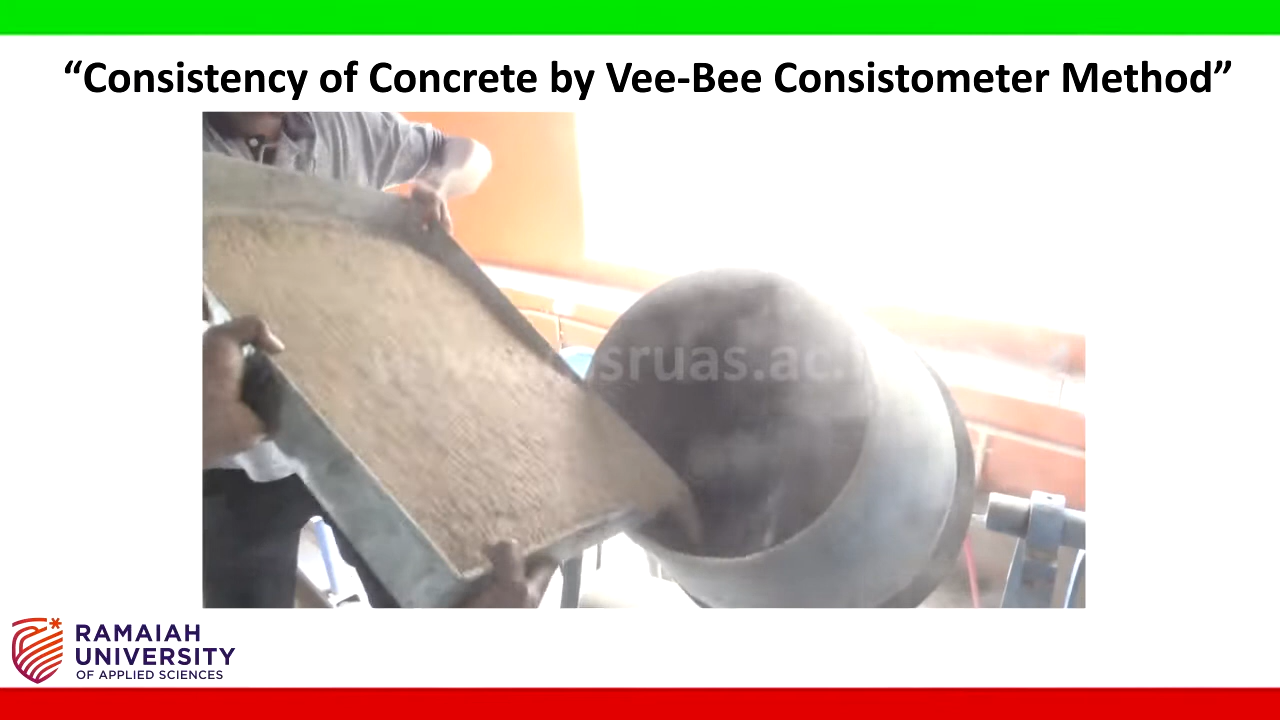 “Consistency of Concrete by Vee-Bee Consistometer Method”
RAMAIAH
UNIVERSITY
OF APPLIED SCIENCES